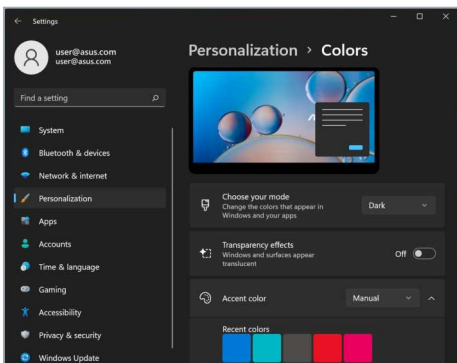 Settings
user@asus.com
user@asus.com
Find a setting
System
Bluetooth & devices
Network & internet
Personalization
Apps
Accounts
Time & language
Gaming
Accessibility
Privacy & security
Windows Update
Personalization > Colors
Choose your mode
Change the colors that appear in
Windows and your apps
Dark
Transparency effects
Windows and surfaces appear
translucent
Off
Accent color
Manual
Recent colors